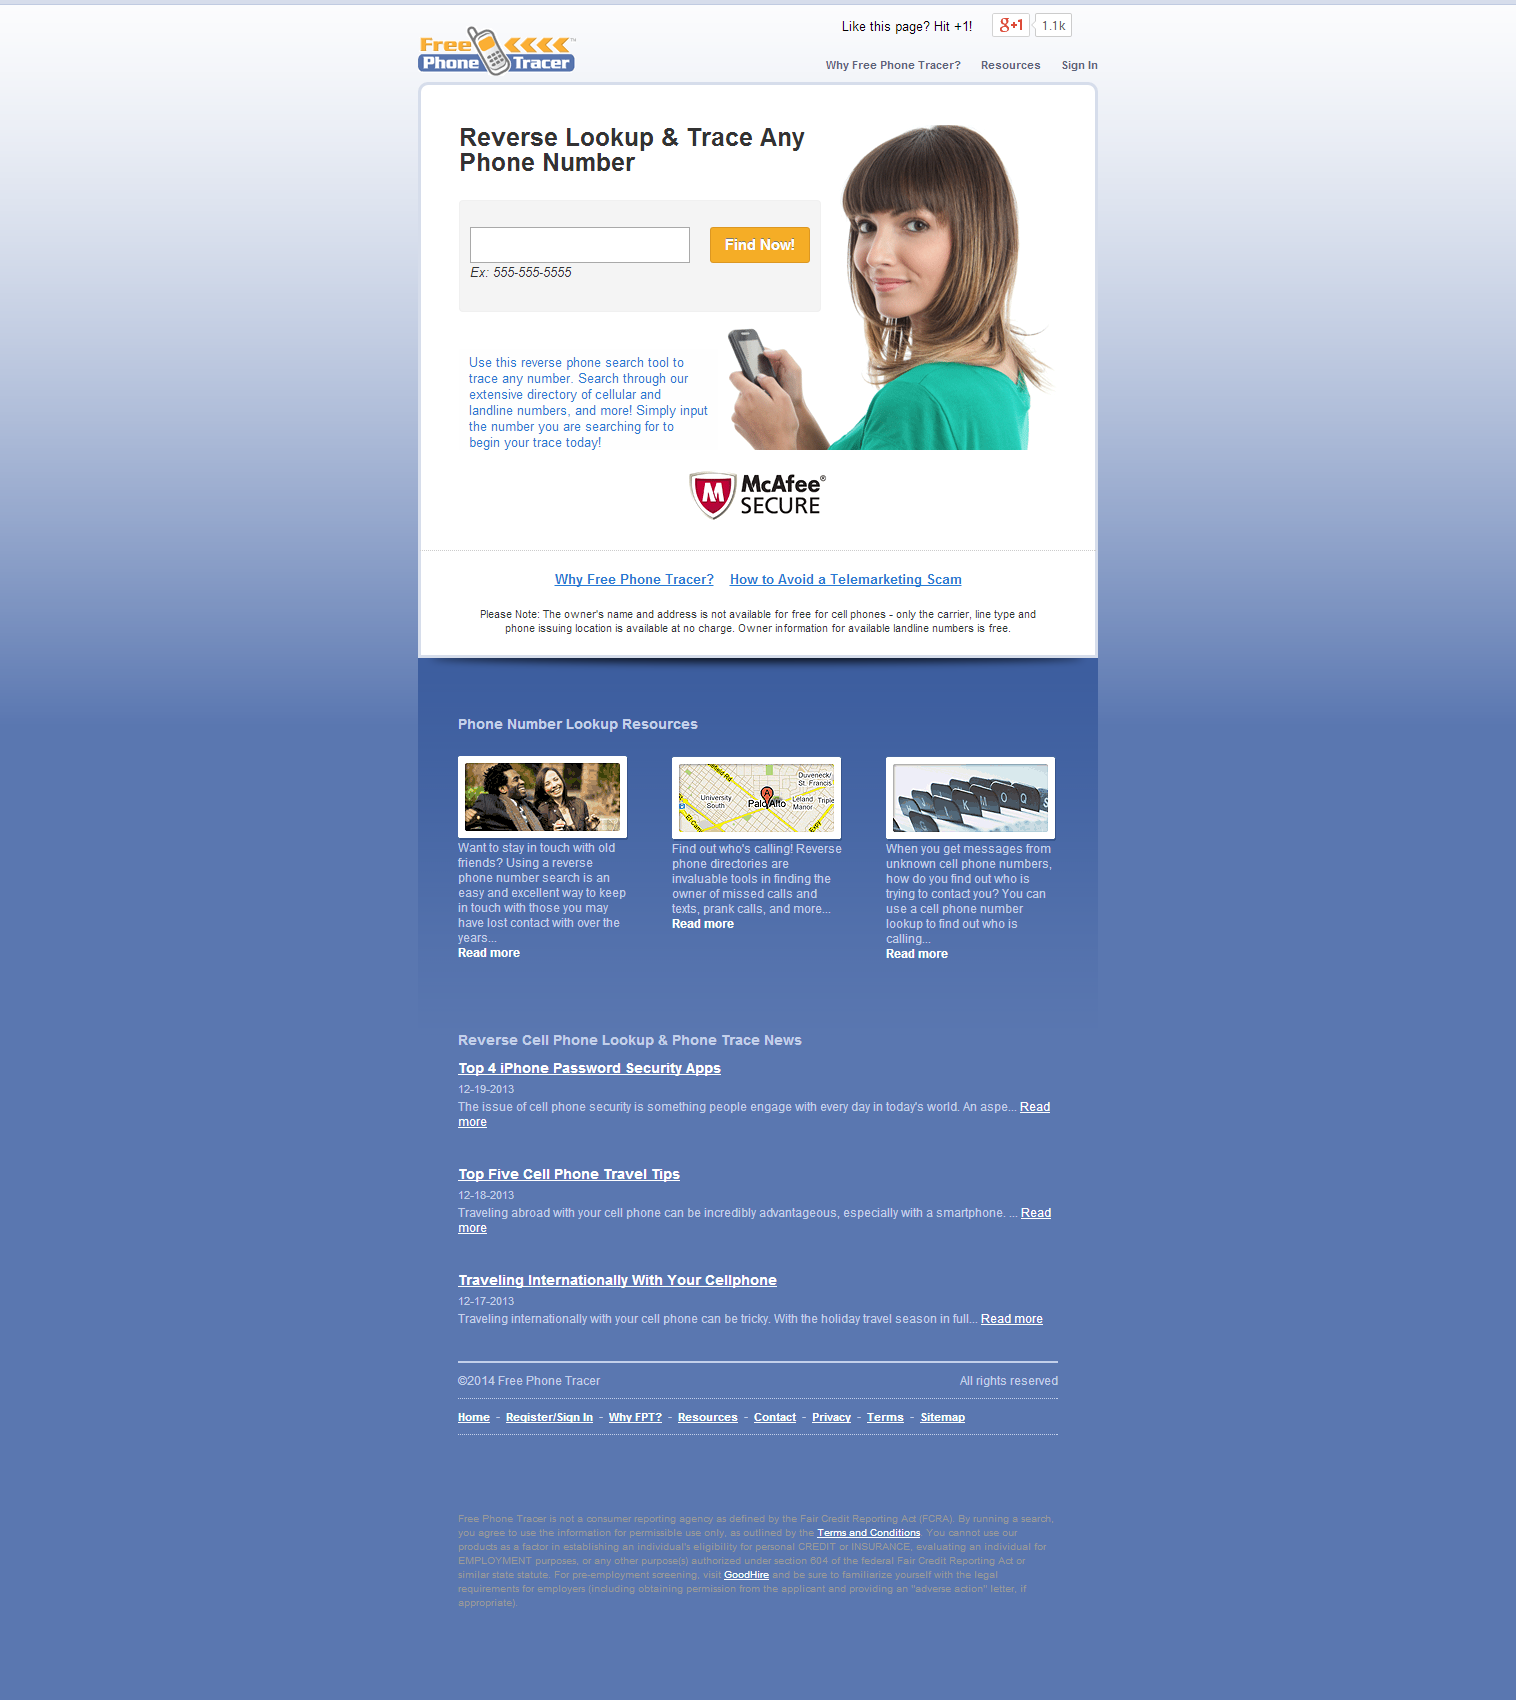 Like this page? Hit +1!
g+1
1.1k
Free
Phone Tracer
™
Why Free Phone Tracer?
Resources
Sign In
Reverse Lookup & Trace Any
Phone Number
Find Now!
Ex: 555-555-5555
Use this reverse phone search tool to
trace any number. Search through our
extensive directory of cellular and
landline numbers, and more! Simply input
the number you are searching for to
begin your trace today!
McAfee®
SECURE
Why Free Phone Tracer?
How to Avoid a Telemarketing Scam
Please Note: The owner's name and address is not available for free for cell phones - only the carrier, line type and
phone issuing location is available at no charge. Owner information for available landline numbers is free.
Phone Number Lookup Resources
Want to stay in touch with old
friends? Using a reverse
phone number search is an
easy and excellent way to keep
in touch with those you may
have lost contact with over the
years...
Read more
Duveneck/
St. Francis
University
South
Palo Alto
Leland
Manor
Triple
El Cam
Expy
A
Find out who's calling! Reverse
phone directories are
invaluable tools in finding the
owner of missed calls and
texts, prank calls, and more...
Read more
I J K M O Q S
G
When you get messages from
unknown cell phone numbers,
how do you find out who is
trying to contact you? You can
use a cell phone number
lookup to find out who is
calling...
Read more
Reverse Cell Phone Lookup & Phone Trace News
Top 4 iPhone Password Security Apps
12-19-2013
The issue of cell phone security is something people engage with every day in today's world. An aspe... Read
more
Top Five Cell Phone Travel Tips
12-18-2013
Traveling abroad with your cell phone can be incredibly advantageous, especially with a smartphone. ... Read
more
Traveling Internationally With Your Cellphone
12-17-2013
Traveling internationally with your cell phone can be tricky. With the holiday travel season in full... Read more
©2014 Free Phone Tracer
All rights reserved
Home - Register/Sign In - Why FPT? - Resources - Contact - Privacy - Terms - Sitemap
Free Phone Tracer is not a consumer reporting agency as defined by the Fair Credit Reporting Act (FCRA). By running a search,
you agree to use the information for permissible use only, as outlined by the Terms and Conditions. You cannot use our
products as a factor in establishing an individual's eligibility for personal CREDIT or INSURANCE, evaluating an individual for
EMPLOYMENT purposes, or any other purpose(s) authorized under section 604 of the federal Fair Credit Reporting Act or
similar state statute. For pre-employment screening, visit GoodHire and be sure to familiarize yourself with the legal
requirements for employers (including obtaining permission from the applicant and providing an "adverse action" letter, if
appropriate).